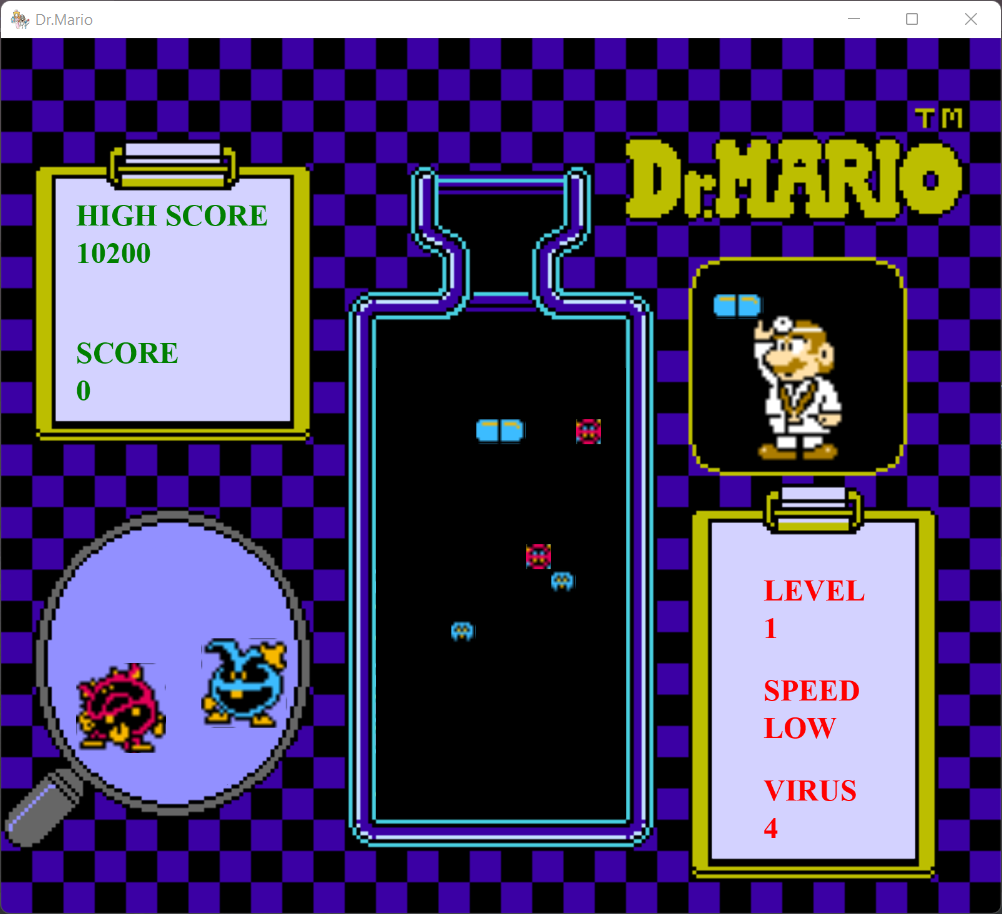 Dr.Mario
TM
Dr.MARIO
HIGH SCORE
10200
SCORE
0
LEVEL
1
SPEED
LOW
VIRUS
4